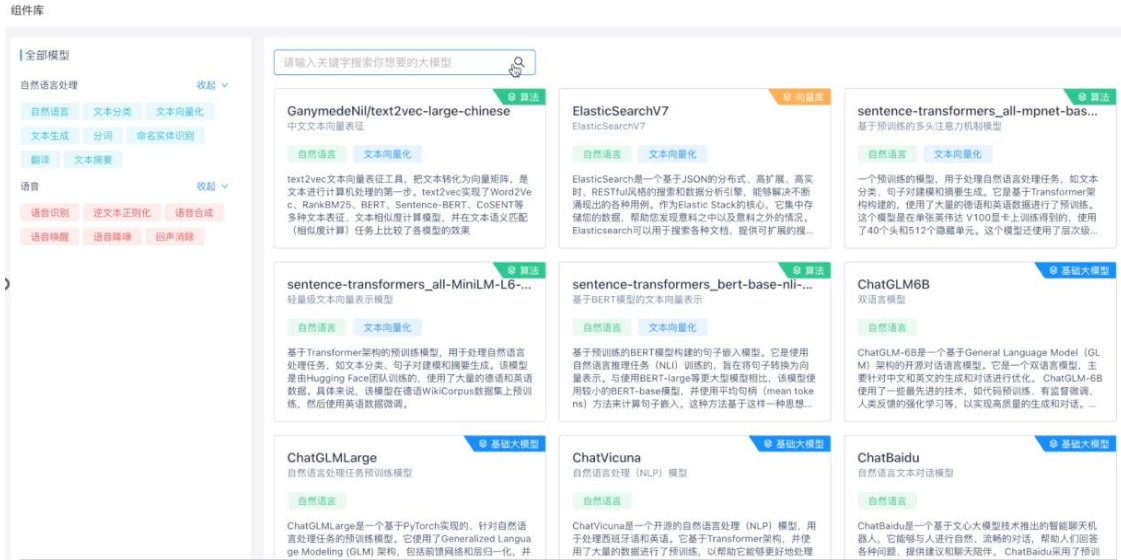 组件库
全部模型
自然语言处理
收起
自然语言 文本分类 文本向量化
文本生成 分词 命名实体识别
翻译 文本摘要
语音
收起
语音识别 逆文本正则化 语音合成
语音唤醒 语音降噪 回声消除
请输入关键字搜索你想要的大模型
算法
GanymedeNil/text2vec-large-chinese
中文文本向量表征
自然语言 文本向量化
text2vec文本向量表征工具，把文本转化为向量矩阵，是
文本进行计算机处理的第一步。text2vec实现了Word2Ve
c、RankBM25、BERT、Sentence-BERT、CoSENT等
多种文本表征、文本相似度计算模型，并在文本语义匹配
（相似度计算）任务上比较了各模型的效果
向量库
ElasticSearchV7
ElasticSearchV7
自然语言 文本向量化
ElasticSearch是一个基于JSON的分布式、高扩展、高实
时、RESTful风格的搜索和数据分析引擎，能够解决不断
涌现出的各种用例。作为Elastic Stack的核心，它集中存
储您的数据，帮助您发现意料之中以及意料之外的情况。
Elasticsearch可以用于搜索各种文档，提供可扩展的搜...
算法
sentence-transformers_all-mpnet-bas...
基于预训练的多头注意力机制模型
自然语言 文本向量化
一个预训练的模型，用于处理自然语言处理任务，如文本
分类、句子对建模和摘要生成。它是基于Transformer架
构构建的，使用了大量的德语和英语数据进行了预训练。
这个模型是在单张英伟达 V100显卡上训练得到的，使用
了40个头和512个隐藏单元。这个模型还使用了层次级...
算法
sentence-transformers_all-MiniLM-L6-...
轻量级文本向量表示模型
自然语言 文本向量化
基于Transformer架构的预训练模型，用于处理自然语言
处理任务，如文本分类、句子对建模和摘要生成。该模型
是由Hugging Face团队训练的，使用了大量的德语和英语
数据。具体来说，该模型在德语WikiCorpus数据集上预训
练，然后使用英语数据微调。
算法
sentence-transformers_bert-base-nli-...
基于BERT模型的文本向量表示
自然语言 文本向量化
基于预训练的BERT模型构建的句子嵌入模型。它是使用
自然语言推理任务（NLI）训练的，旨在将句子转换为向
量表示。与使用BERT-large等更大型模型相比，该模型使
用较小的BERT-base模型，并使用平均句柄（mean toke
ns）方法来计算句子嵌入。这种方法基于这样一种思想...
基础大模型
ChatGLM6B
双语言模型
自然语言
ChatGLM-6B是一个基于General Language Model（GL
M）架构的开源对话语言模型。它是一个双语言模型，主
要针对中文和英文的生成和对话进行优化。 ChatGLM-6B
使用了一些最先进的技术，如代码预训练、有监督微调、
人类反馈的强化学习等，以实现高质量的生成和对话。...
基础大模型
ChatGLMLarge
自然语言处理任务预训练模型
自然语言
ChatGLMLarge是一个基于PyTorch实现的、针对自然语
言处理任务的预训练模型。它使用了Generalized Langua
ge Modeling (GLM) 架构，包括前馈网络和层归一化，并
基础大模型
ChatVicuna
自然语言处理（NLP）模型
自然语言
ChatVicuna是一个开源的自然语言处理（NLP）模型，用
于处理西班牙语和英语。它基于Transformer架构，并使
用了大量的数据进行了预训练，以帮助它能够更好地处理
基础大模型
ChatBaidu
自然语言文本对话模型
自然语言
ChatBaidu是一个基于文心大模型技术推出的智能聊天机
器人，它能够与人进行自然、流畅的对话，帮助人们回答
各种问题、提供建议和聊天陪伴。 ChatBaidu采用了预训